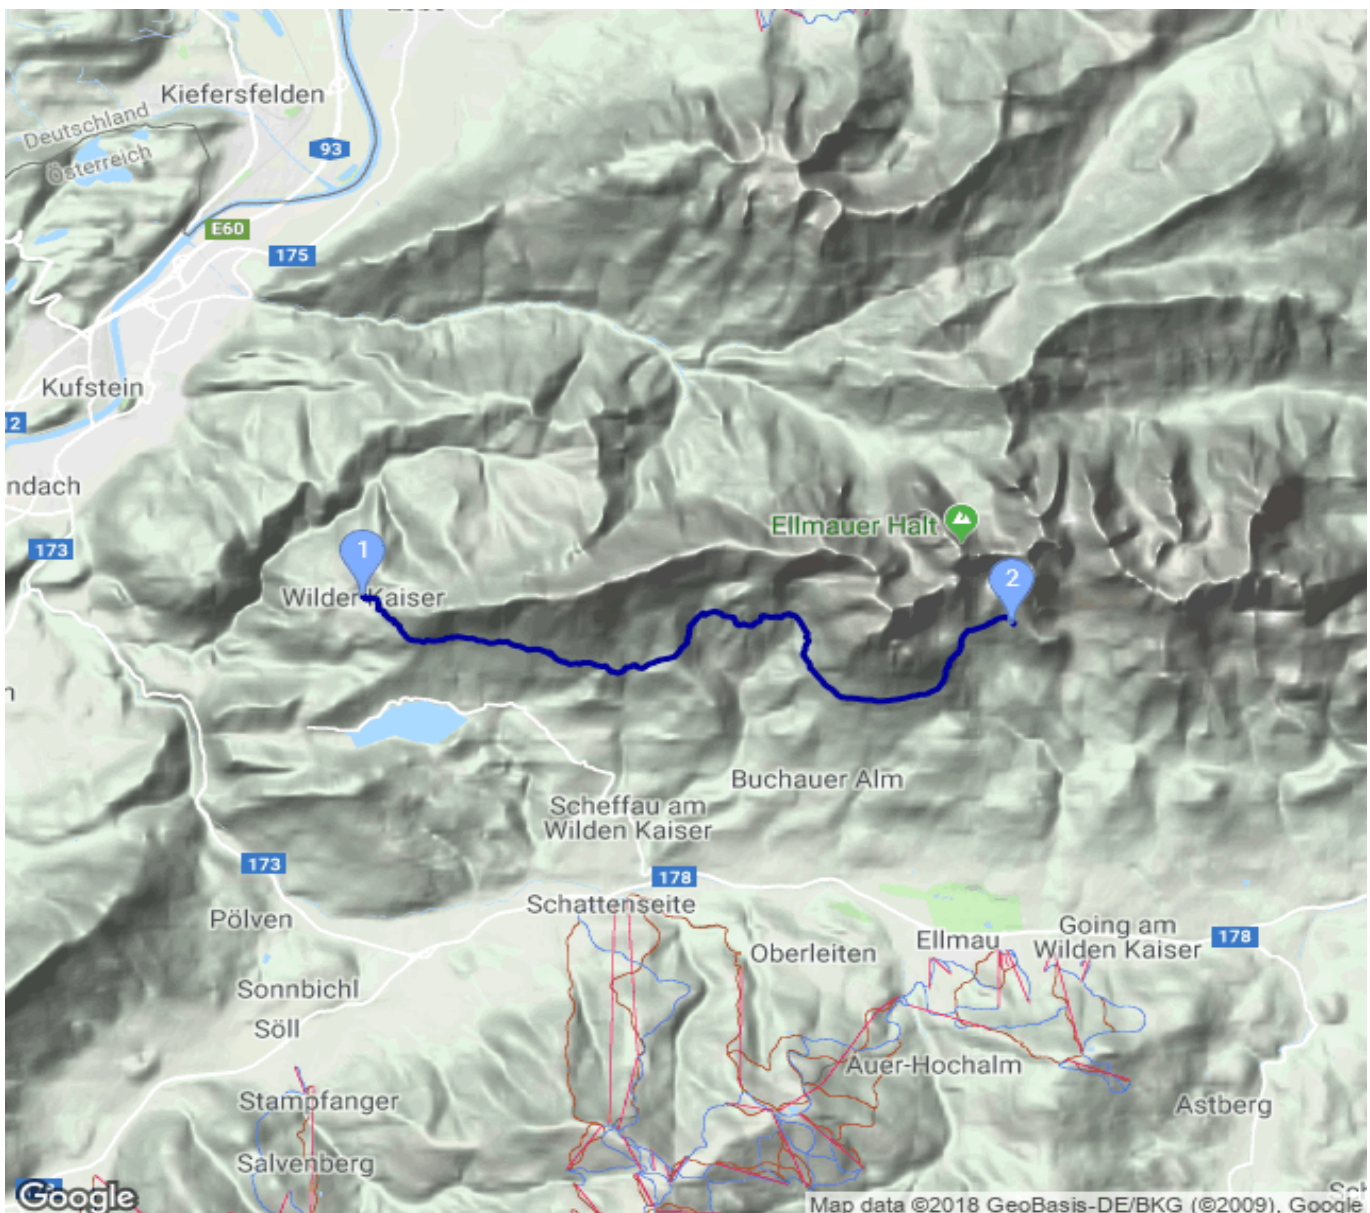 Kiefersfelden
Deutschland
Österreich
93
E60
175
Kufstein
12
ndach
173
Ellmauer Halt
1
2
Wilder Kaiser
Buchauer Alm
Scheffau am
Wilden Kaiser
173
178
Schattenseite
Pölven
Oberleiten
Ellmau
Going am
Wilden Kaiser
178
Sonnbichl
Söll
Auer-Hochalm
Stampfanger
Astberg
Salvenberg
Google
Map data ©2018 GeoBasis-DE/BKG (©2009), Google